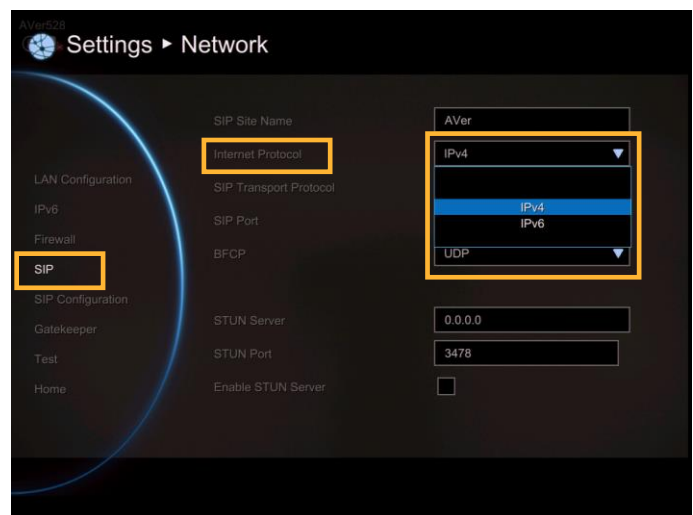 AVer528
Settings ► Network
SIP Site Name AVer
Internet Protocol IPv4 ▼
LAN Configuration
SIP Transport Protocol
IPv6
IPv4
SIP Port
IPv6
Firewall
BFCP UDP ▼
SIP
SIP Configuration
STUN Server 0.0.0.0
Gatekeeper
STUN Port 3478
Test
Enable STUN Server
Home